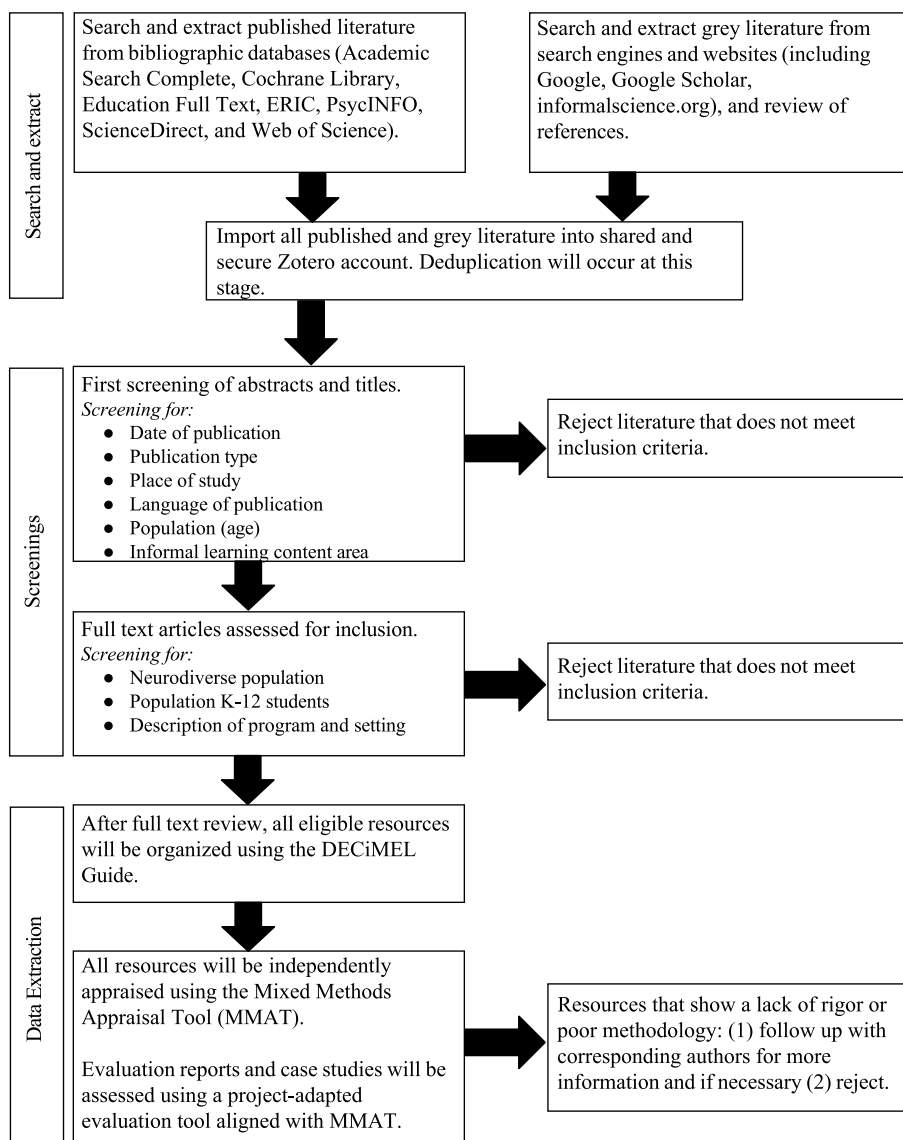 Search and extract
Search and extract published literature
from bibliographic databases (Academic
Search Complete, Cochrane Library,
Education Full Text, ERIC, PsycINFO,
ScienceDirect, and Web of Science).
Search and extract grey literature from
search engines and websites (including
Google, Google Scholar,
informalscience.org), and review of
references.
Import all published and grey literature into shared and
secure Zotero account. Deduplication will occur at this
stage.
Screenings
First screening of abstracts and titles.
Screening for:
● Date of publication
● Publication type
● Place of study
● Language of publication
● Population (age)
● Informal learning content area
Reject literature that does not meet
inclusion criteria.
Full text articles assessed for inclusion.
Screening for:
● Neurodiverse population
● Population K-12 students
● Description of program and setting
Reject literature that does not meet
inclusion criteria.
Data Extraction
After full text review, all eligible resources
will be organized using the DECiMEL
Guide.
All resources will be independently
appraised using the Mixed Methods
Appraisal Tool (MMAT).
Evaluation reports and case studies will be
assessed using a project-adapted
evaluation tool aligned with MMAT.
Resources that show a lack of rigor or
poor methodology: (1) follow up with
corresponding authors for more
information and if necessary (2) reject.